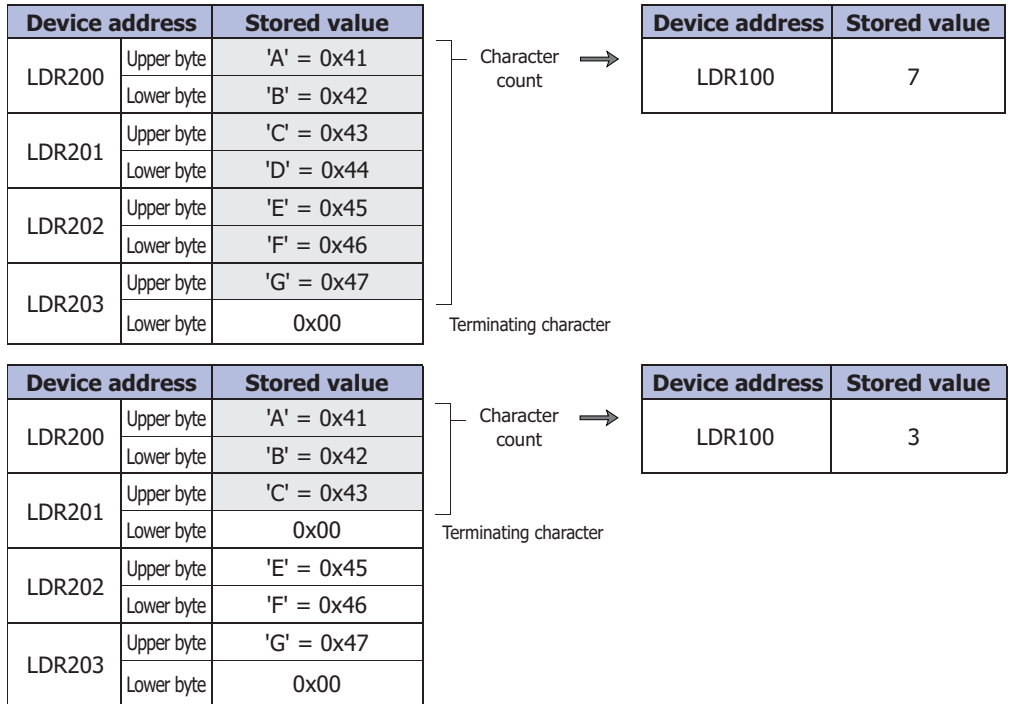 Device address Stored value
LDR200 Upper byte 'A' = 0x41
Lower byte 'B' = 0x42
LDR201 Upper byte 'C' = 0x43
Lower byte 'D' = 0x44
LDR202 Upper byte 'E' = 0x45
Lower byte 'F' = 0x46
LDR203 Upper byte 'G' = 0x47
Lower byte 0x00
Character
count
Terminating character
Device address Stored value
LDR100 7
Device address Stored value
LDR200 Upper byte 'A' = 0x41
Lower byte 'B' = 0x42
LDR201 Upper byte 'C' = 0x43
Lower byte 0x00
LDR202 Upper byte 'E' = 0x45
Lower byte 'F' = 0x46
LDR203 Upper byte 'G' = 0x47
Lower byte 0x00
Character
count
Terminating character
Device address Stored value
LDR100 3